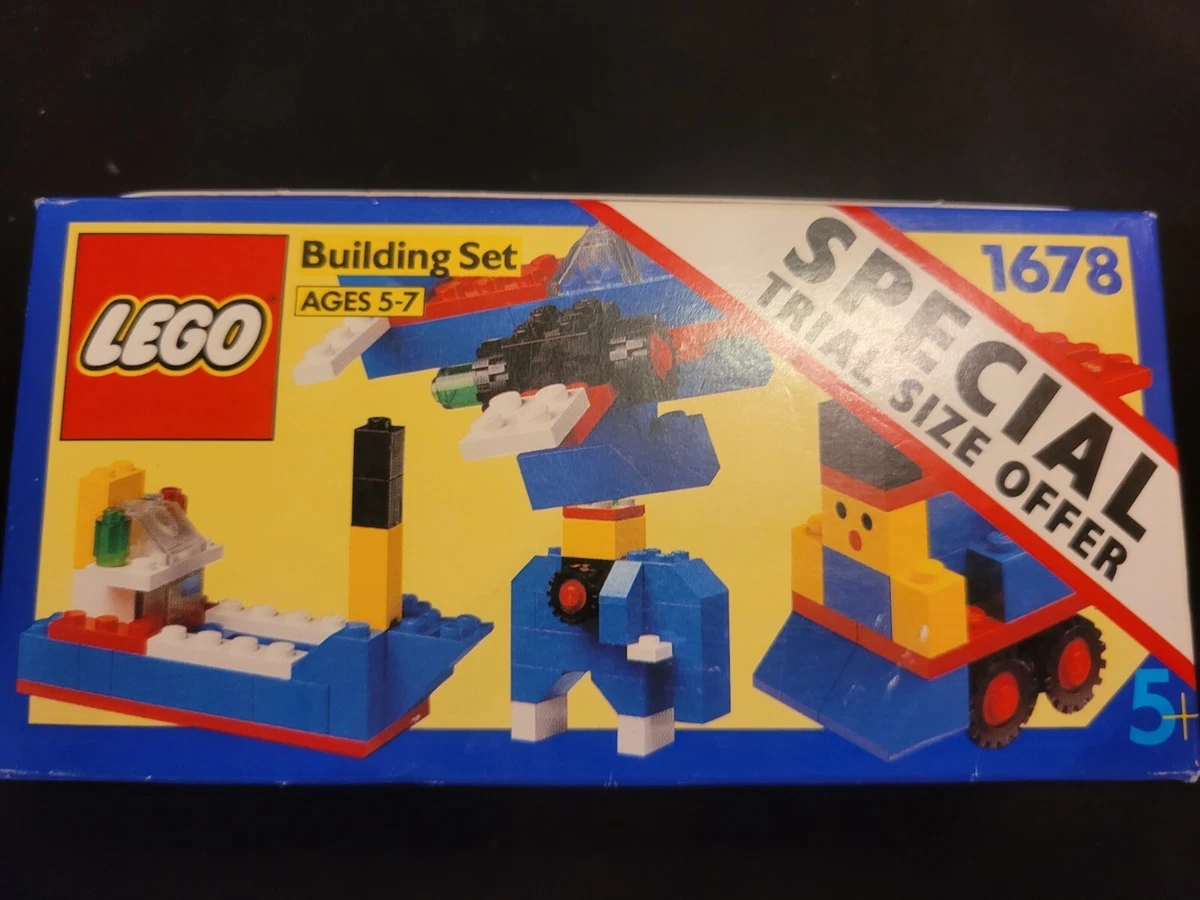 LEGO
Building Set
AGES 5-7
SPECIAL
TRIAL SIZE OFFER
1678
5+